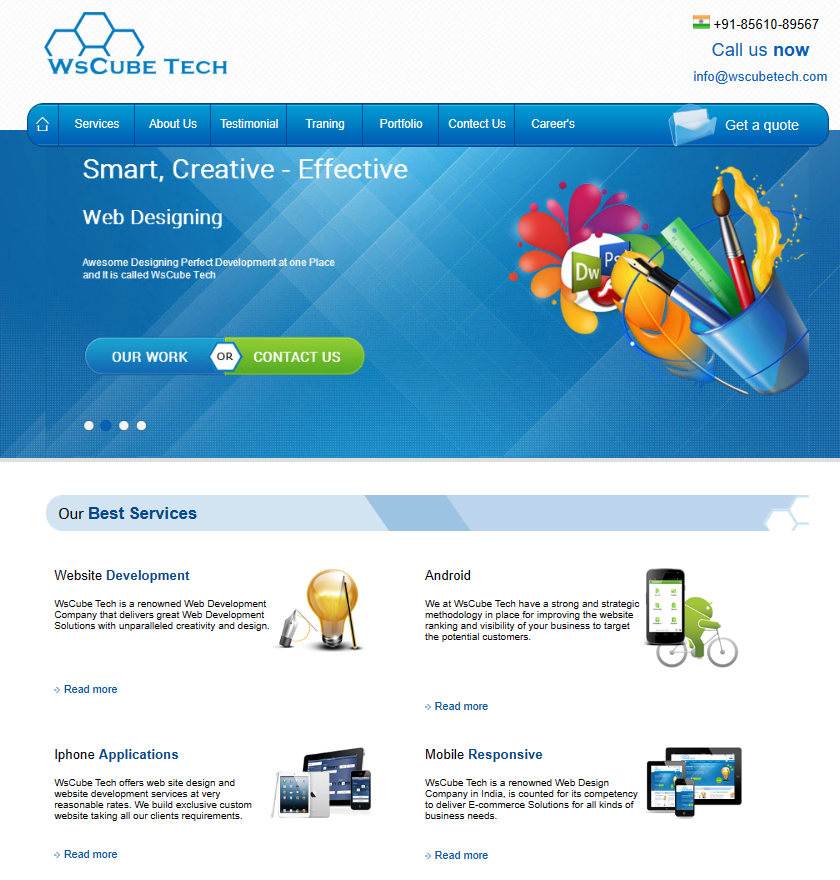 WsCube Tech
+91-85610-89567
Call us now
info@wscubetech.com
Services About Us Testimonial Traning Portfolio Contect Us Career's Get a quote
Smart, Creative - Effective
Web Designing
Awesome Designing Perfect Development at one Place
and It is called WsCube Tech
Dw Ps
OUR WORK OR CONTACT US
Our Best Services
Website Development
WsCube Tech is a renowned Web Development
Company that delivers great Web Development
Solutions with unparalleled creativity and design.
Read more
Android
We at WsCube Tech have a strong and strategic
methodology in place for improving the website
ranking and visibility of your business to target
the potential customers.
Read more
Iphone Applications
WsCube Tech offers web site design and
website development services at very
reasonable rates. We build exclusive custom
website taking all our clients requirements.
Read more
Mobile Responsive
WsCube Tech is a renowned Web Design
Company in India, is counted for its competency
to deliver E-commerce Solutions for all kinds of
business needs.
Read more